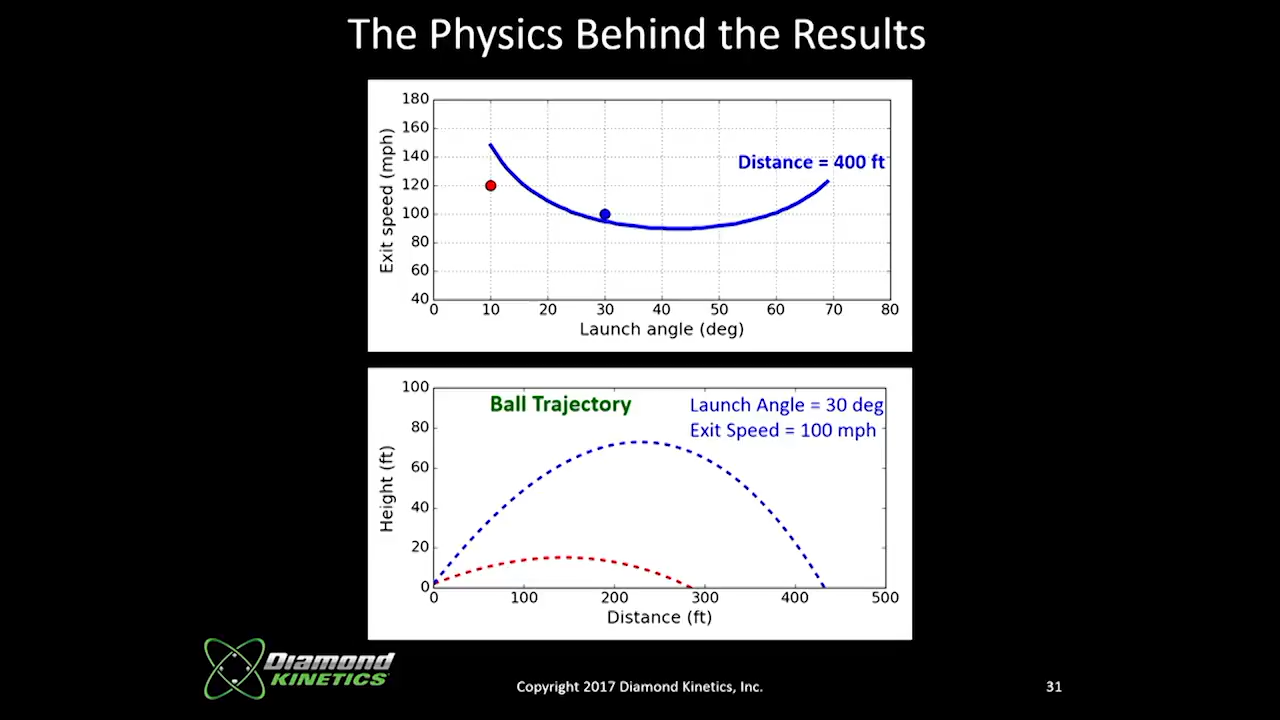 The Physics Behind the Results
180
160
140
120
100
80
60
40
Exit speed (mph)
Distance = 400 ft
0 10 20 30 40 50 60 70 80
Launch angle (deg)
100
80
60
40
20
0
Height (ft)
Ball Trajectory
Launch Angle = 30 deg
Exit Speed = 100 mph
0 100 200 300 400 500
Distance (ft)
Diamond
KINETICS
Copyright 2017 Diamond Kinetics, Inc.
31